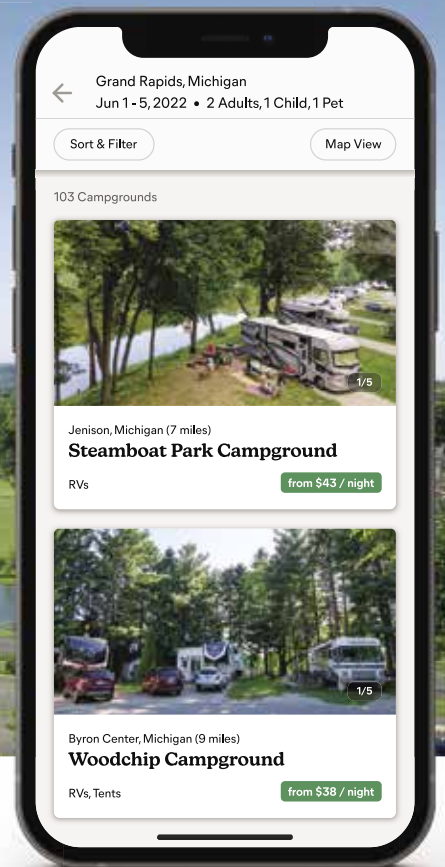 Grand Rapids, Michigan
Jun 1 - 5, 2022 • 2 Adults, 1 Child, 1 Pet
Sort & Filter
Map View
103 Campgrounds
1/5
Jenison, Michigan (7 miles)
Steamboat Park Campground
RVs
from $43 / night
1/5
Byron Center, Michigan (9 miles)
Woodchip Campground
RVs, Tents
from $38 / night